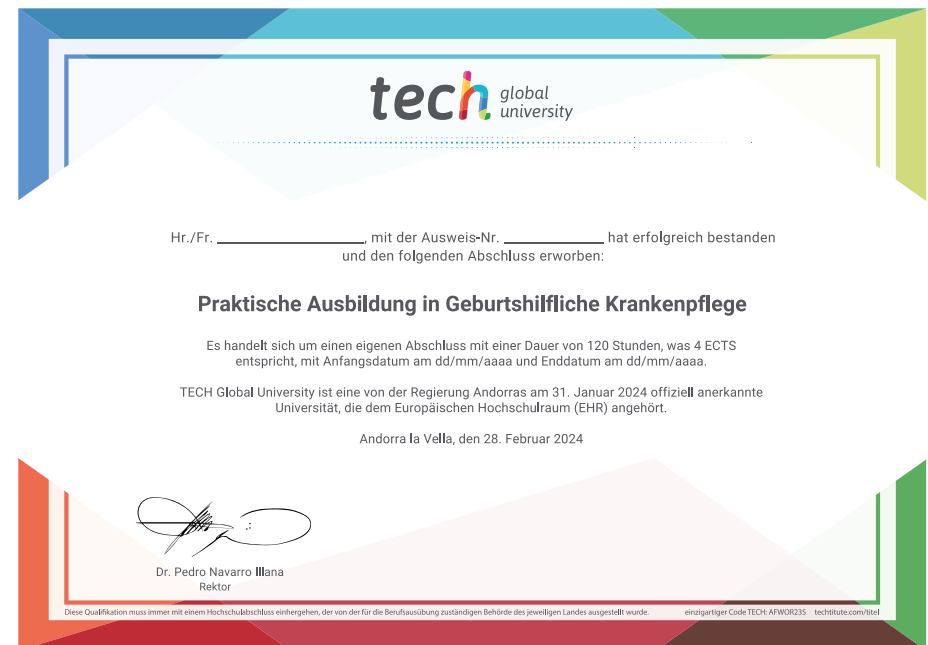 tech global university
Hr./Fr. ____________________, mit der Ausweis-Nr. _________________ hat erfolgreich bestanden
und den folgenden Abschluss erworben:
Praktische Ausbildung in Geburtshilfliche Krankenpflege
Es handelt sich um einen eigenen Abschluss mit einer Dauer von 120 Stunden, was 4 ECTS
entspricht, mit Anfangsdatum am dd/mm/aaaa und Enddatum am dd/mm/aaaa.
TECH Global University ist eine von der Regierung Andorras am 31. Januar 2024 offiziell anerkannte
Universität, die dem Europäischen Hochschulraum (EHR) angehört.
Andorra la Vella, den 28. Februar 2024
Dr. Pedro Navarro Illana
Rektor
Diese Qualifikation muss immer mit einem Hochschulabschluss einhergehen, der von der für die Berufsausübung zuständigen Behörde des jeweiligen Landes ausgestellt wurde. einzigartiger Code TECH: AFWOR23S techtitute.com/titel